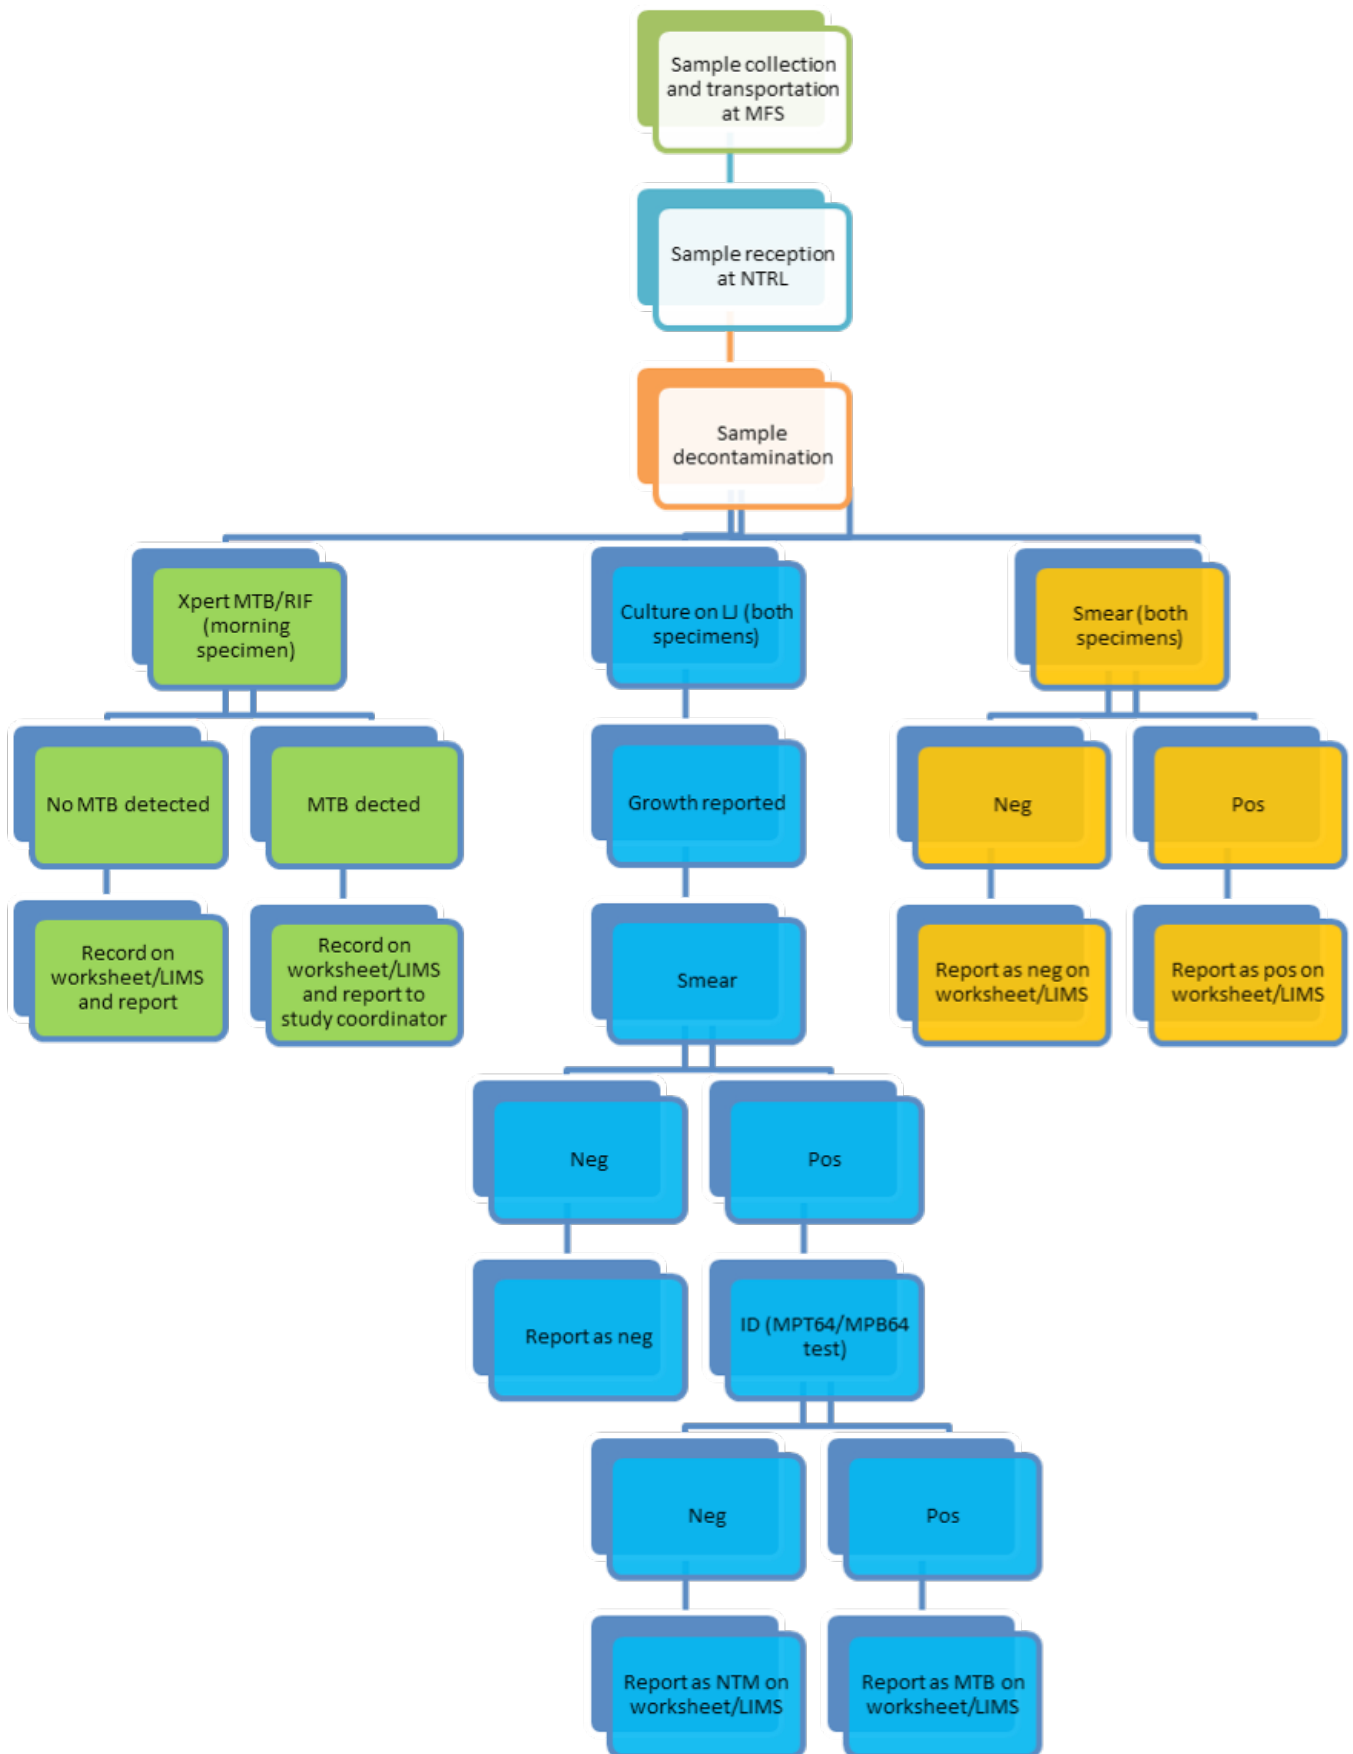 Sample collection
and transportation
at MFS
Sample reception
at NTRL
Sample
decontamination
Xpert MTB/RIF
(morning
specimen)
Culture on LJ (both
specimens)
Smear (both
specimens)
No MTB detected
MTB dected
Growth reported
Neg
Pos
Record on
worksheet/LIMS
and report
Record on
worksheet/LIMS
and report to
study coordinator
Smear
Report as neg on
worksheet/LIMS
Report as pos on
worksheet/LIMS
Neg
Pos
Report as neg
ID (MPT64/MPB64
test)
Neg
Pos
Report as NTM on
worksheet/LIMS
Report as MTB on
worksheet/LIMS